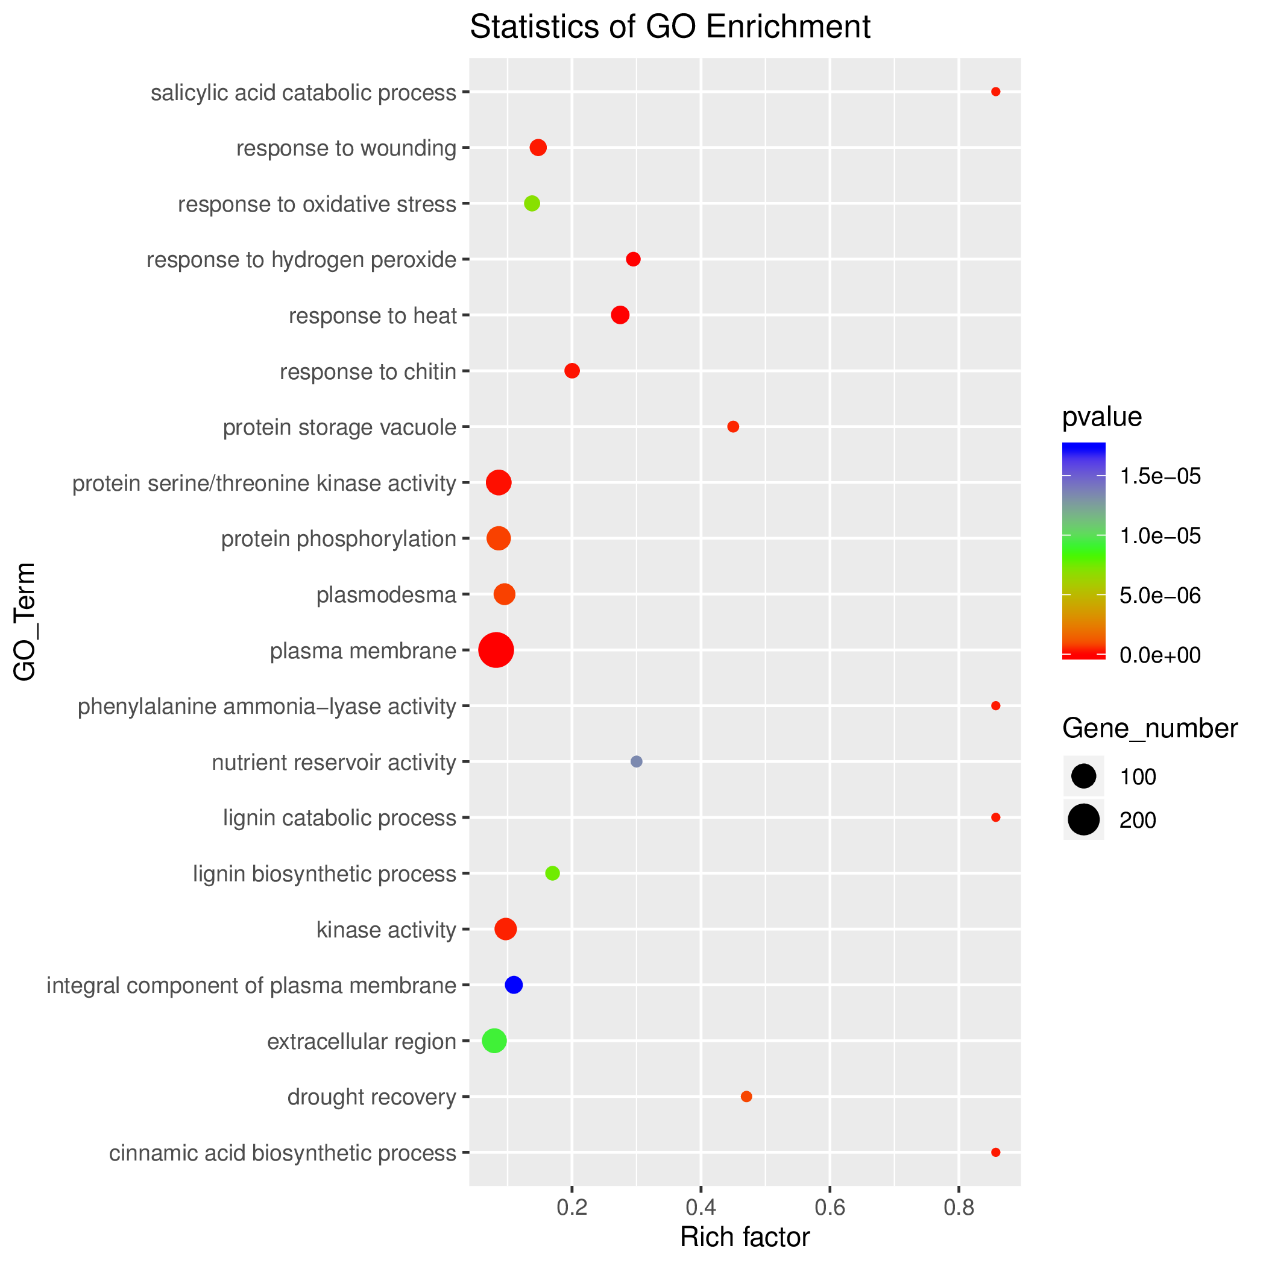 Statistics of GO Enrichment
salicylic acid catabolic process
response to wounding
response to oxidative stress
response to hydrogen peroxide
response to heat
response to chitin
protein storage vacuole
protein serine/threonine kinase activity
protein phosphorylation
plasmodesma
plasma membrane
phenylalanine ammonia−lyase activity
nutrient reservoir activity
lignin catabolic process
lignin biosynthetic process
kinase activity
integral component of plasma membrane
extracellular region
drought recovery
cinnamic acid biosynthetic process
GO_Term
0.2 0.4 0.6 0.8
Rich factor
pvalue
1.5e−05
1.0e−05
5.0e−06
0.0e+00
Gene_number
100
200